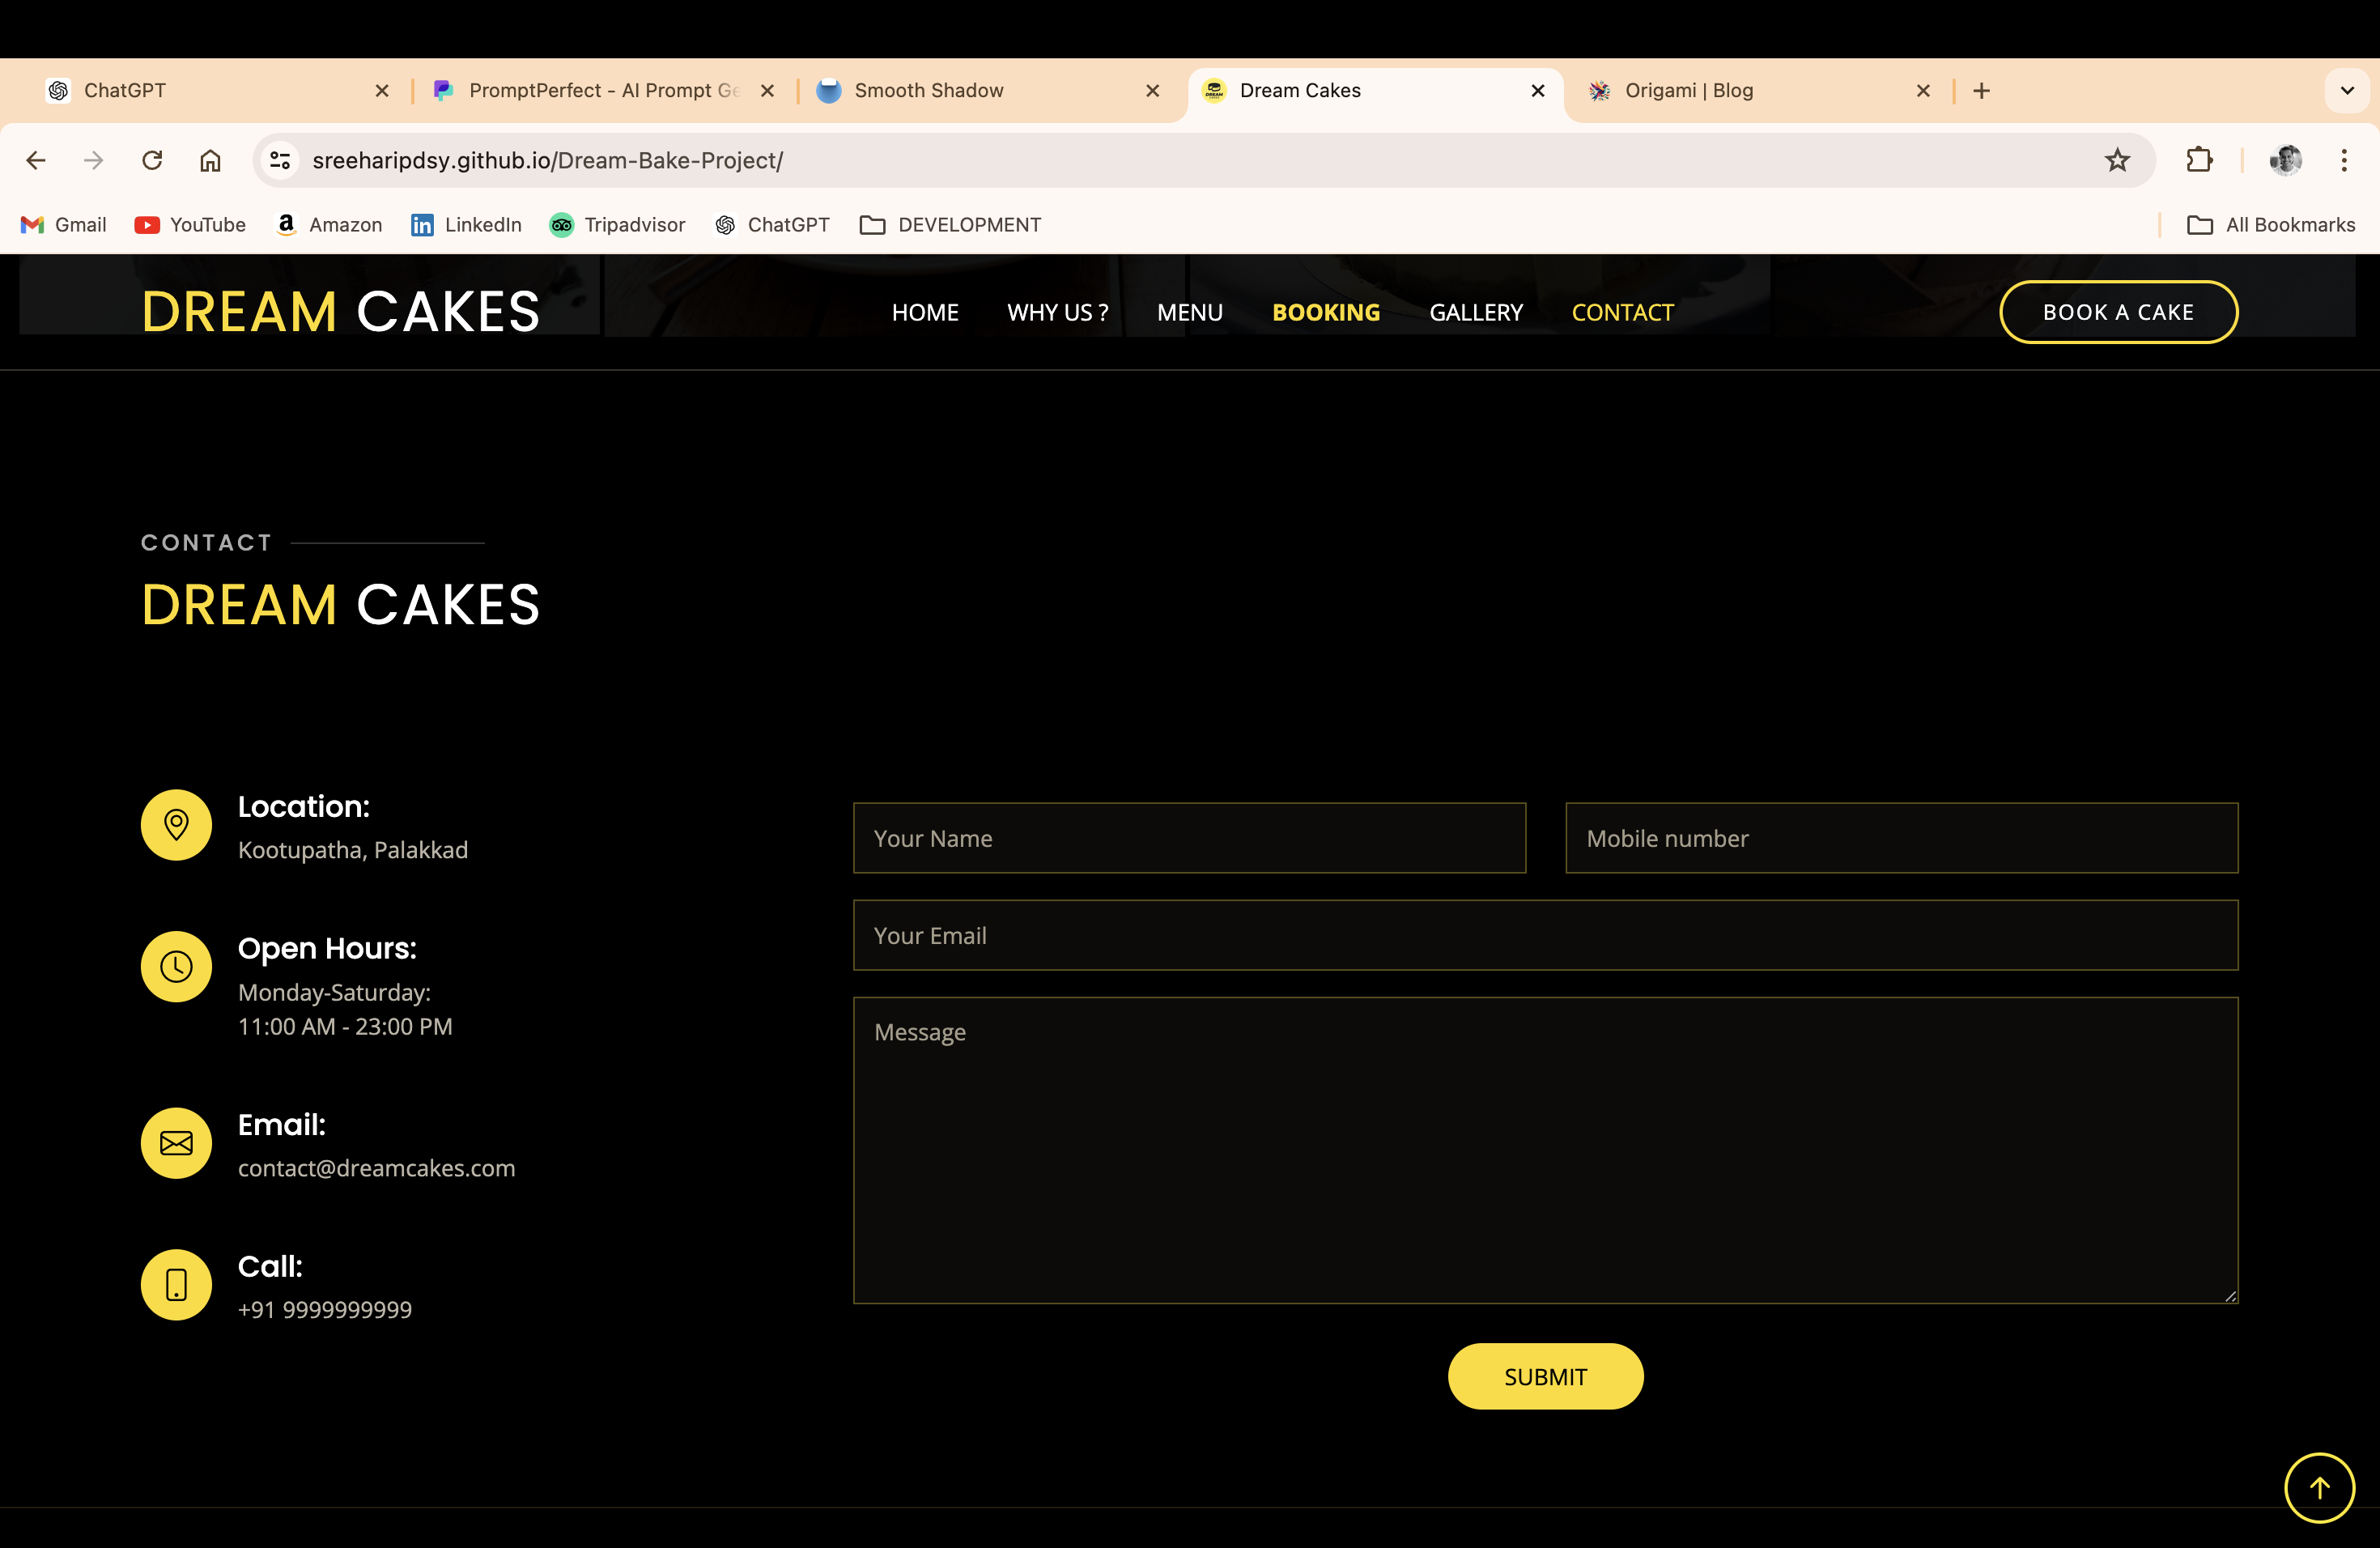 ChatGPT
PromptPerfect - AI Prompt Ge
Smooth Shadow
Dream Cakes
Origami | Blog
sreeharipdsy.github.io/Dream-Bake-Project/
Gmail
YouTube
Amazon
LinkedIn
Tripadvisor
ChatGPT
DEVELOPMENT
All Bookmarks
DREAM CAKES
HOME
WHY US ?
MENU
BOOKING
GALLERY
CONTACT
BOOK A CAKE
CONTACT
DREAM CAKES
Location:
Kootupatha, Palakkad
Open Hours:
Monday-Saturday:
11:00 AM - 23:00 PM
Email:
contact@dreamcakes.com
Call:
+91 9999999999
Your Name
Mobile number
Your Email
Message
SUBMIT